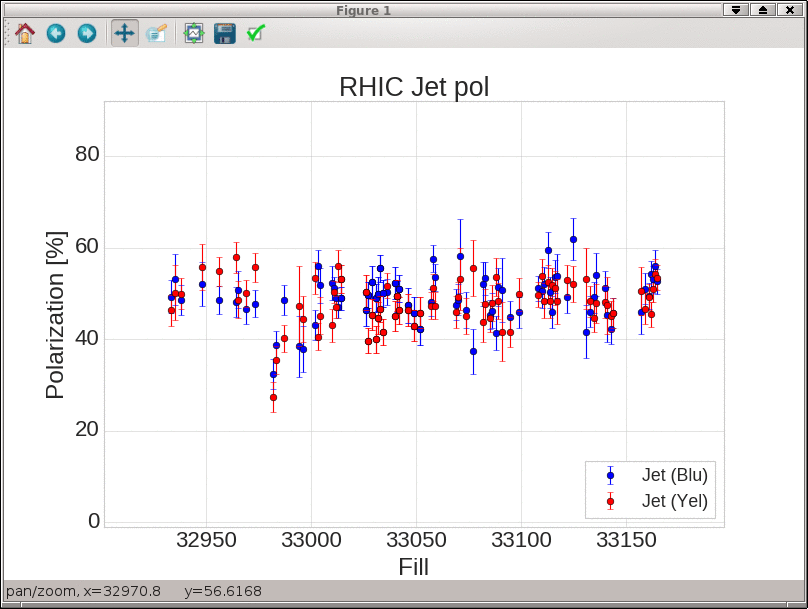 Figure 1
RHIC Jet pol
Polarization [%]
80
60
40
20
0
Jet (Blu)
Jet (Yel)
32950 33000 33050 33100 33150
Fill
pan/zoom, x=32970.8 y=56.6168